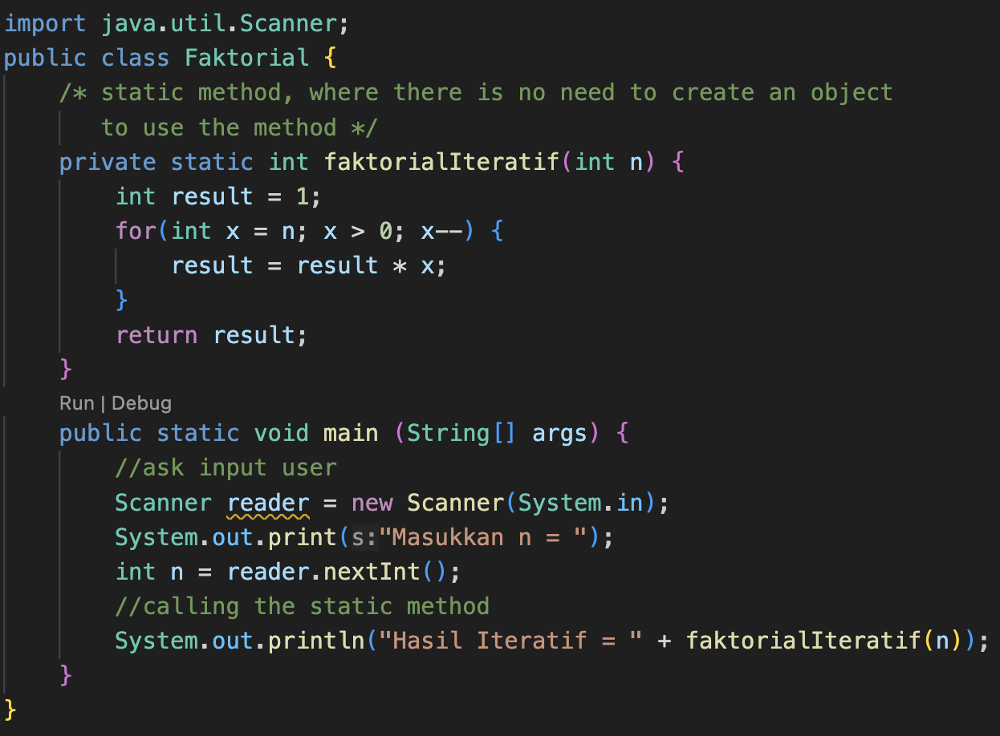 import java.util.Scanner;
public class Faktorial {
    /* static method, where there is no need to create an object
       to use the method */
    private static int faktorialIteratif(int n) {
        int result = 1;
        for(int x = n; x > 0; x--) {
            result = result * x;
        }
        return result;
    }
    Run | Debug
    public static void main (String[] args) {
        //ask input user
        Scanner reader = new Scanner(System.in);
        System.out.print(s:"Masukkan n = ");
        int n = reader.nextInt();
        //calling the static method
        System.out.println("Hasil Iteratif = " + faktorialIteratif(n));
    }
}